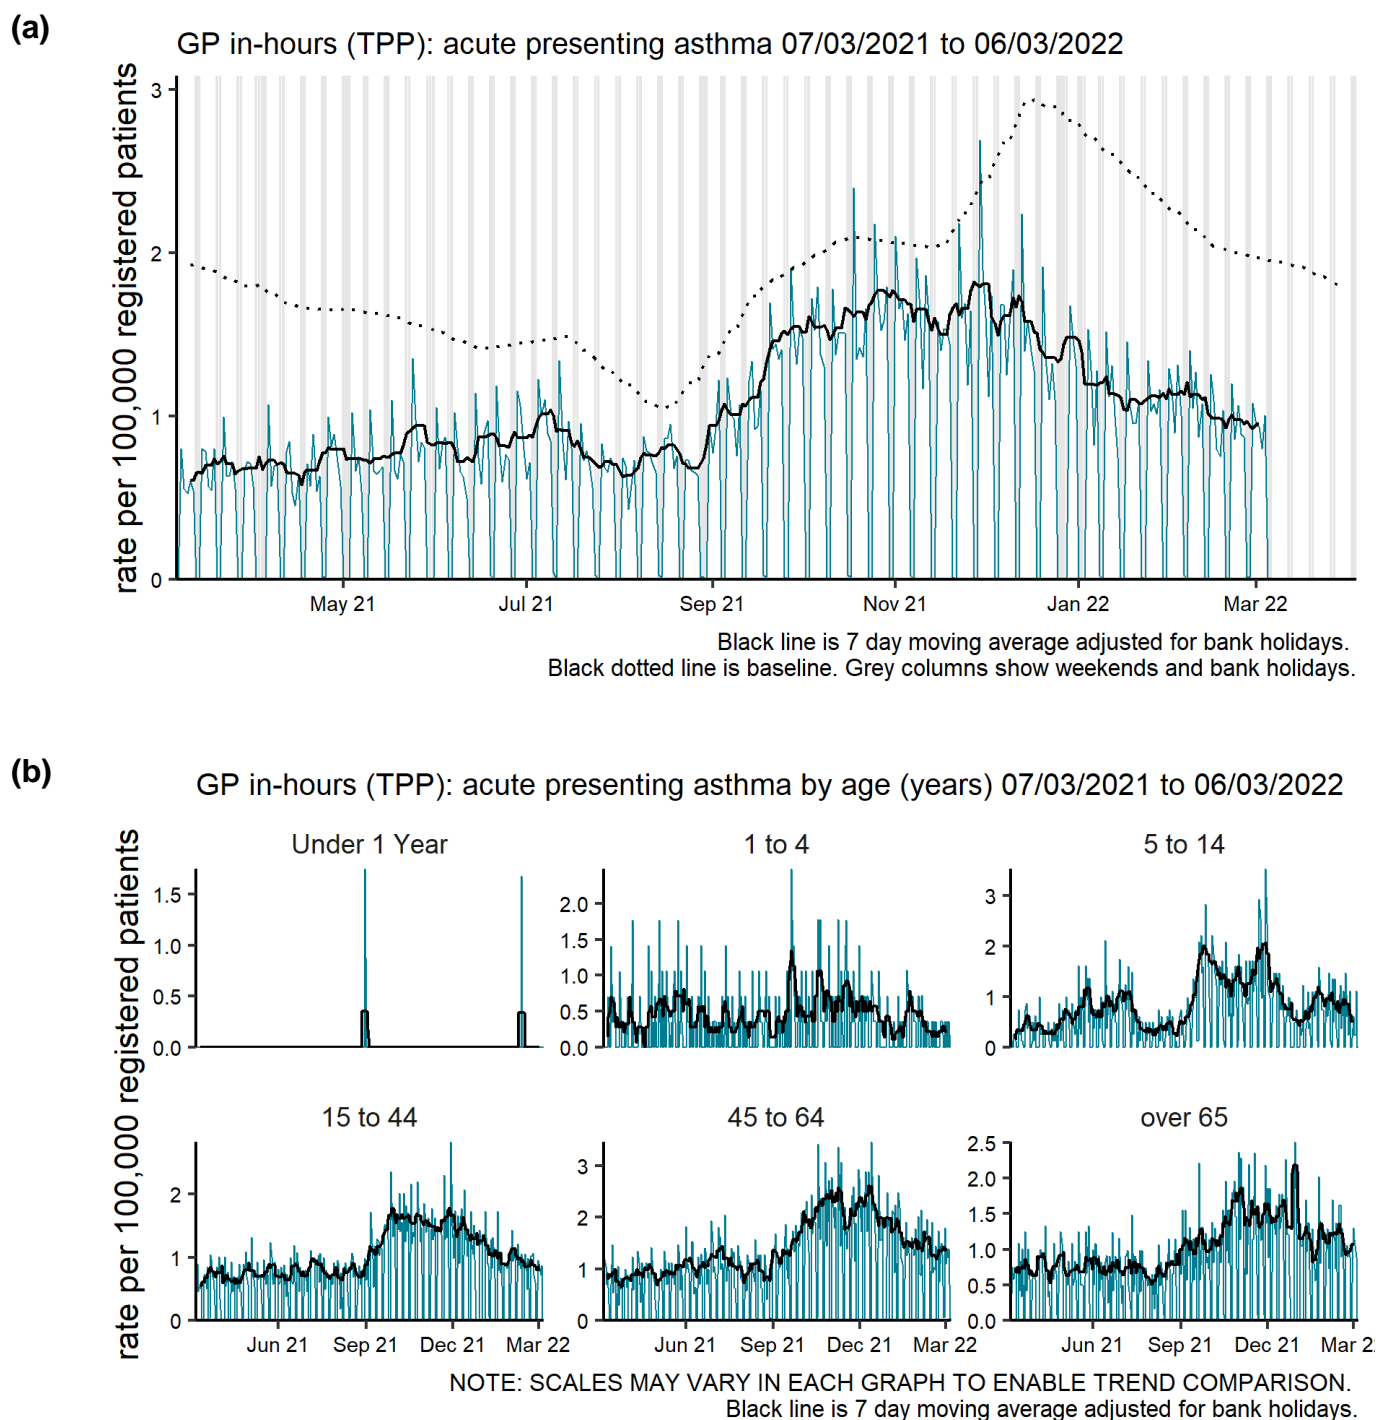 (a)
GP in-hours (TPP): acute presenting asthma 07/03/2021 to 06/03/2022
rate per 100,000 registered patients
3
2
1
0
May 21 Jul 21 Sep 21 Nov 21 Jan 22 Mar 22
Black line is 7 day moving average adjusted for bank holidays.
Black dotted line is baseline. Grey columns show weekends and bank holidays.
(b)
GP in-hours (TPP): acute presenting asthma by age (years) 07/03/2021 to 06/03/2022
rate per 100,000 registered patients
Under 1 Year
1.5
1.0
0.5
0.0
1 to 4
2.0
1.5
1.0
0.5
0.0
5 to 14
3
2
1
0
15 to 44
2
1
0
Jun 21 Sep 21 Dec 21 Mar 22
45 to 64
3
2
1
0
Jun 21 Sep 21 Dec 21 Mar 22
over 65
2.5
2.0
1.5
1.0
0.5
0.0
Jun 21 Sep 21 Dec 21 Mar 2
NOTE: SCALES MAY VARY IN EACH GRAPH TO ENABLE TREND COMPARISON.
Black line is 7 day moving average adjusted for bank holidays.